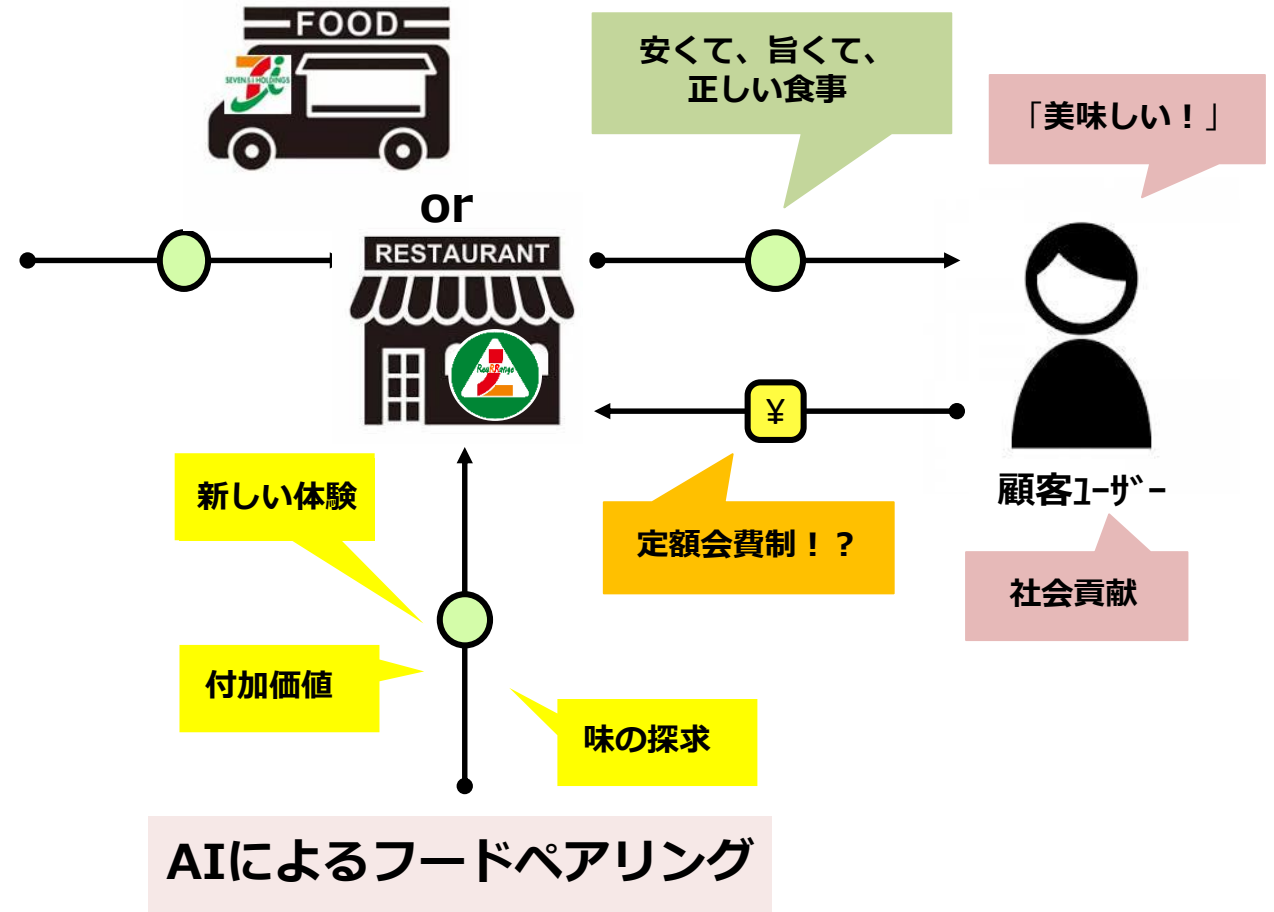 FOOD
SEVEN & i HOLDINGS
安くて、旨くて、
正しい食事
「美味しい！」
or
RESTAURANT
¥
新しい体験
定額会費制！？
顧客ﾕｰｻﾞｰ
社会貢献
付加価値
味の探求
AIによるフードペアリング